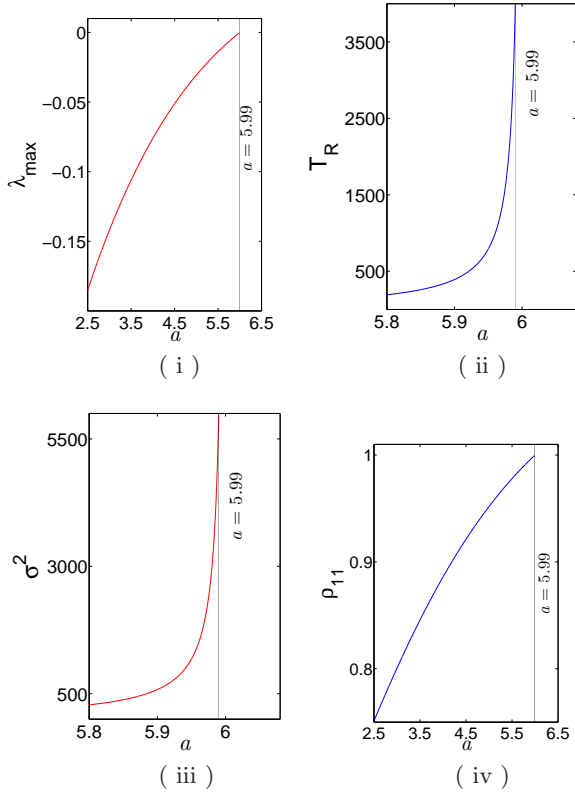 0
−0.05
−0.1
−0.15
λmax
a = 5.99
2.5 3.5 4.5 5.5 6.5
a
( i )
3500
2500
1500
500
T_R
a = 5.99
5.8 5.9 6
a
( ii )
5500
3000
500
σ²
a = 5.99
5.8 5.9 6
a
( iii )
1
0.9
0.8
ρ₁₁
a = 5.99
2.5 3.5 4.5 5.5 6.5
a
( iv )